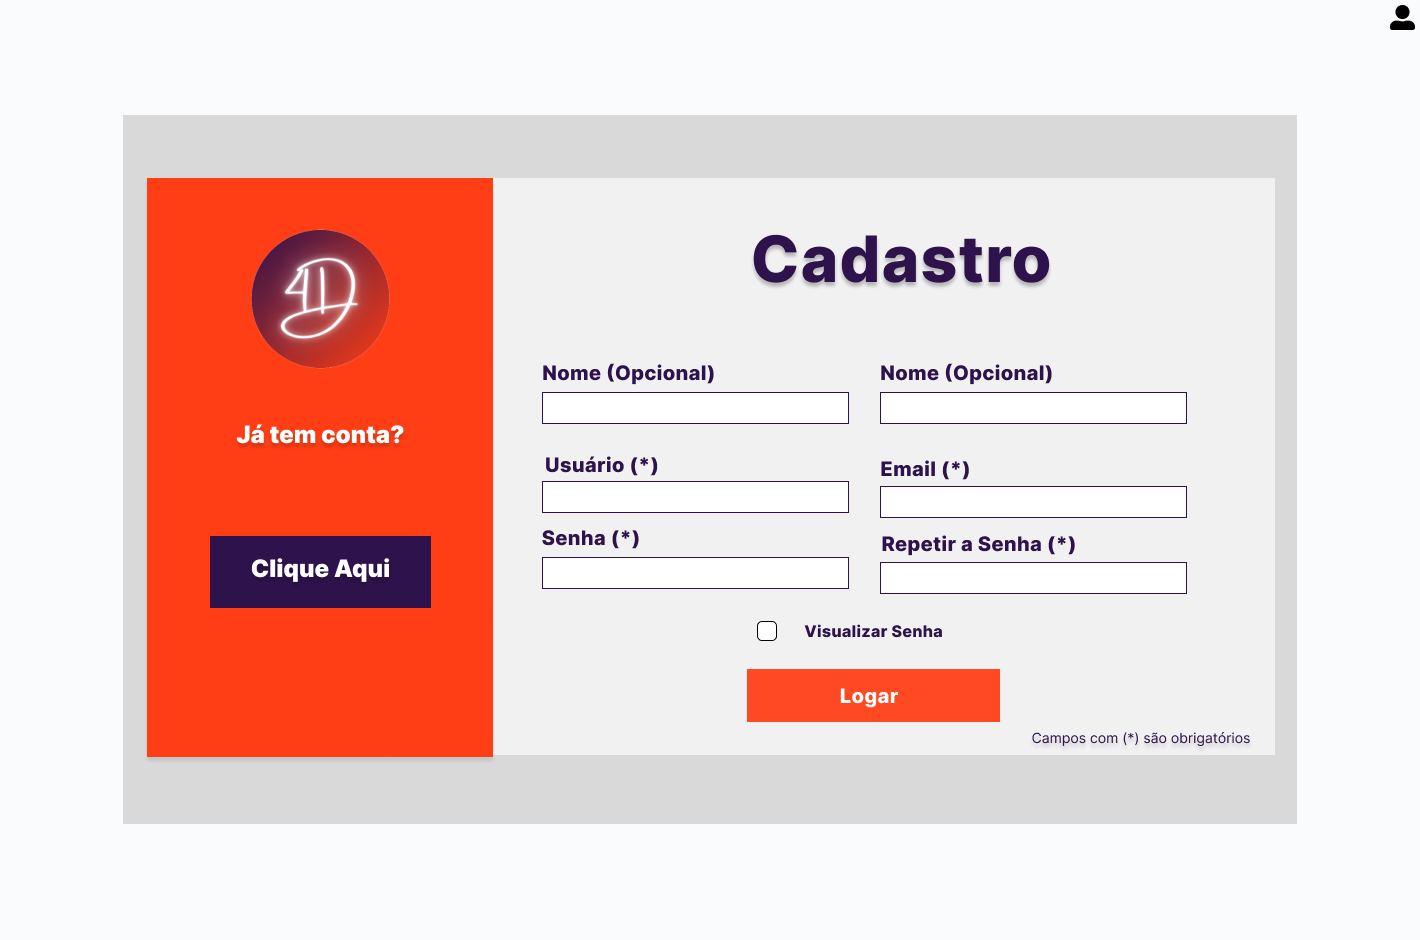 4D
Já tem conta?
Clique Aqui
Cadastro
Nome (Opcional)
Nome (Opcional)
Usuário (*)
Email (*)
Senha (*)
Repetir a Senha (*)
Visualizar Senha
Logar
Campos com (*) são obrigatórios